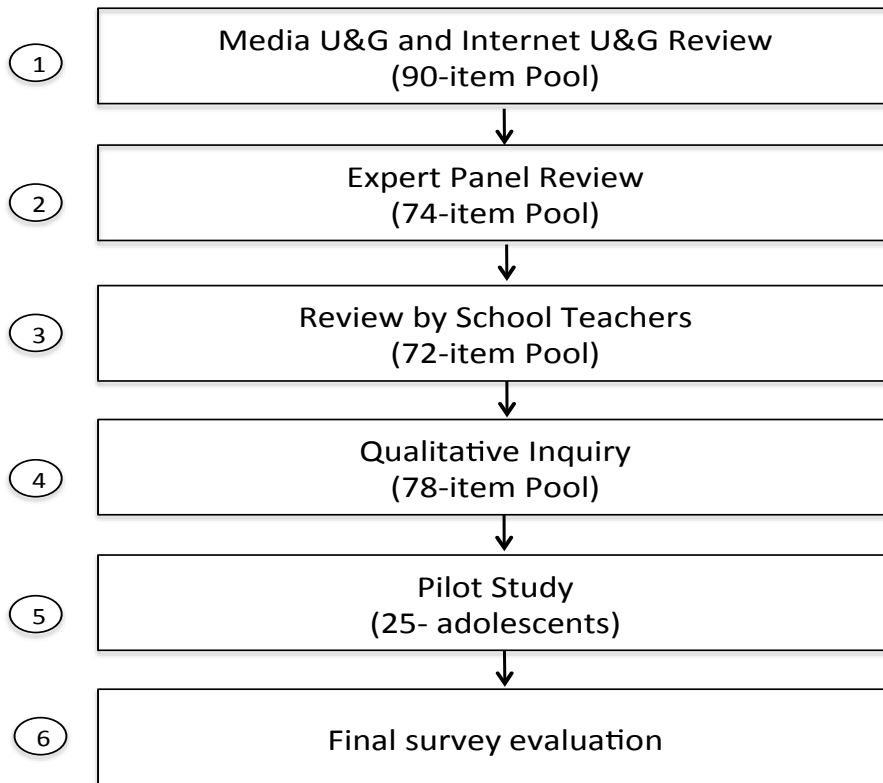 1
Media U&G and Internet U&G Review
(90-item Pool)
2
Expert Panel Review
(74-item Pool)
3
Review by School Teachers
(72-item Pool)
4
Qualitative Inquiry
(78-item Pool)
5
Pilot Study
(25- adolescents)
6
Final survey evaluation